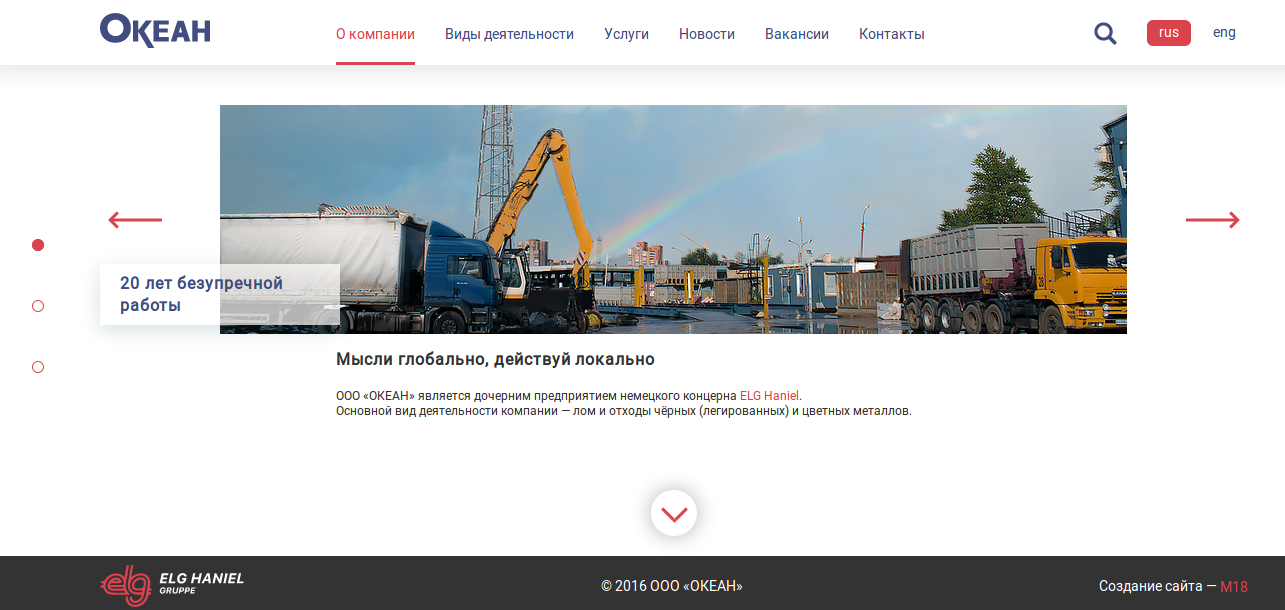 ОКЕАН
О компании Виды деятельности Услуги Новости Вакансии Контакты rus eng
20 лет безупречной
работы
Мысли глобально, действуй локально
ООО «ОКЕАН» является дочерним предприятием немецкого концерна ELG Haniel.
Основной вид деятельности компании — лом и отходы чёрных (легированных) и цветных металлов.
elg ELG HANIEL
GRUPPE
© 2016 ООО «ОКЕАН»
Создание сайта — М18